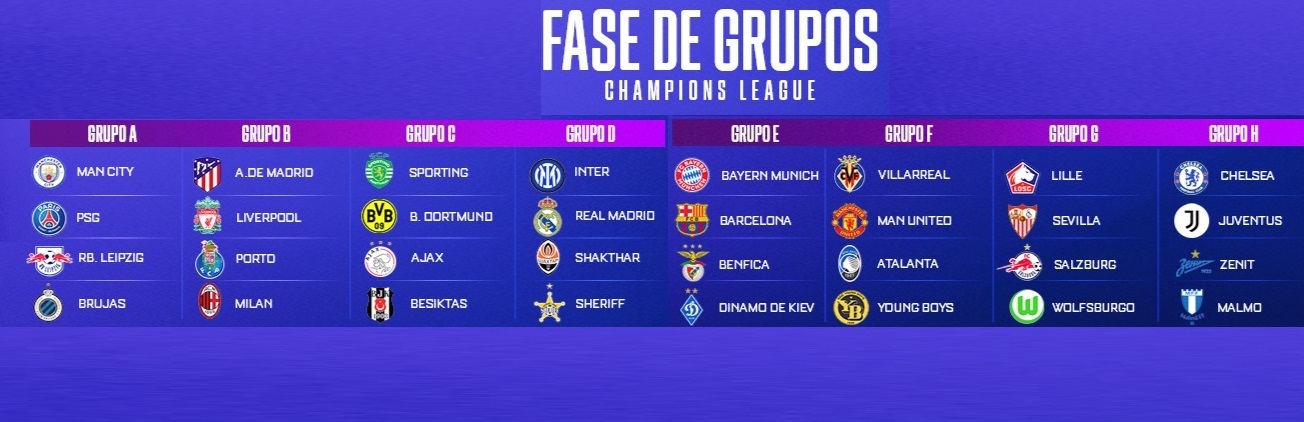 FASE DE GRUPOS
CHAMPIONS LEAGUE
GRUPO A
MAN CITY
PSG
RB. LEIPZIG
BRUJAS
GRUPO B
A.DE MADRID
LIVERPOOL
PORTO
MILAN
GRUPO C
SPORTING
B. DORTMUND
AJAX
BESIKTAS
GRUPO D
INTER
REAL MADRID
SHAKTHAR
SHERIFF
GRUPO E
BAYERN MUNICH
BARCELONA
BENFICA
DINAMO DE KIEV
GRUPO F
VILLARREAL
MAN UNITED
ATALANTA
YOUNG BOYS
GRUPO G
LILLE
SEVILLA
SALZBURG
WOLFSBURGO
GRUPO H
CHELSEA
JUVENTUS
ZENIT
MALMO